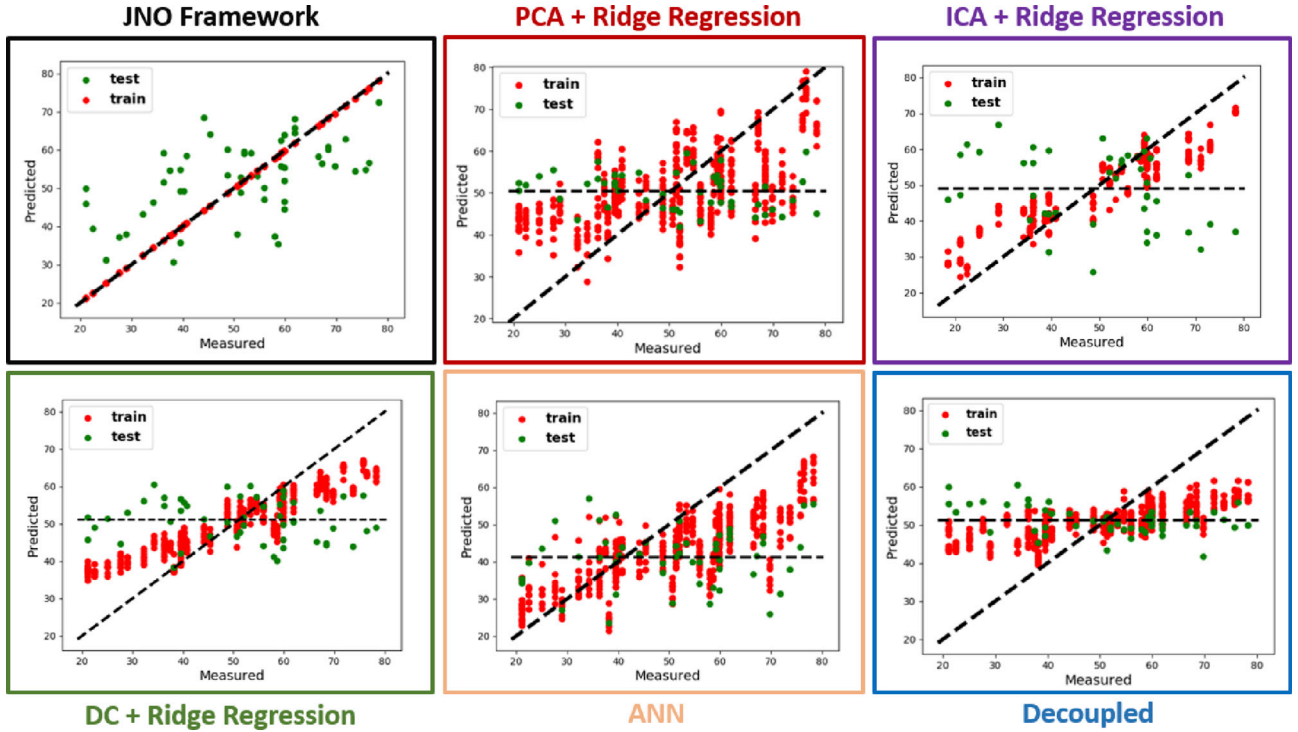 JNO Framework
PCA + Ridge Regression
ICA + Ridge Regression
test
train
80
70
60
50
40
30
20
20 30 40 50 60 70 80
Predicted
Measured
train
test
80
70
60
50
40
30
20
20 30 40 50 60 70 80
Predicted
Measured
train
test
80
70
60
50
40
30
20
20 30 40 50 60 70 80
Predicted
Measured
train
test
80
70
60
50
40
30
20
20 30 40 50 60 70 80
Predicted
Measured
train
test
80
70
60
50
40
30
20
20 30 40 50 60 70 80
Predicted
Measured
train
test
80
70
60
50
40
30
20
20 30 40 50 60 70 80
Predicted
Measured
DC + Ridge Regression
ANN
Decoupled